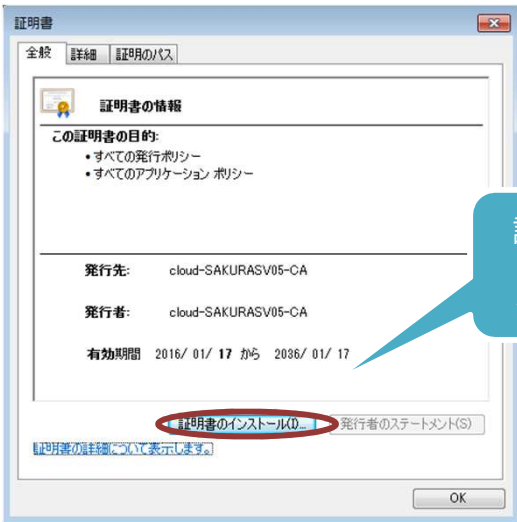 証明書
全般 詳細 証明のパス
証明書の情報
この証明書の目的:
• すべての発行ポリシー
• すべてのアプリケーション ポリシー
発行先: cloud-SAKURASV05-CA
発行者: cloud-SAKURASV05-CA
有効期間 2016/ 01/ 17 から 2036/ 01/ 17
証明書のインストール(I)... 発行者のステートメント(S)
証明書の詳細について表示します。
OK